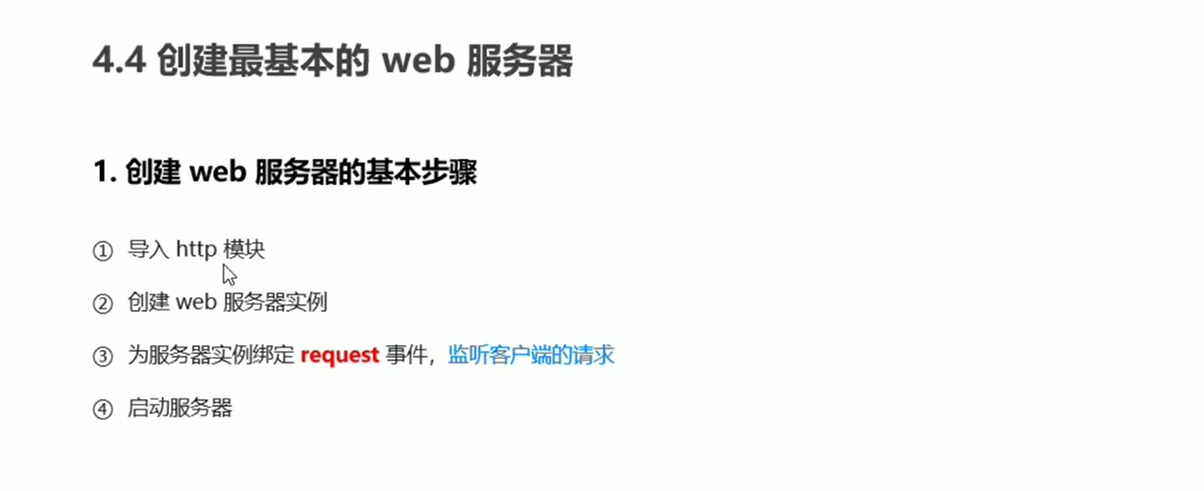 4.4 创建最基本的 web 服务器
1. 创建 web 服务器的基本步骤
① 导入 http 模块
② 创建 web 服务器实例
③ 为服务器实例绑定 request 事件，监听客户端的请求
④ 启动服务器